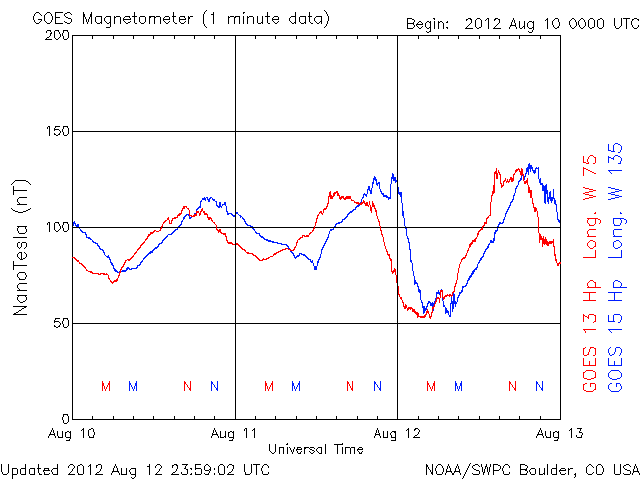 GOES Magnetometer (1 minute data)
Begin: 2012 Aug 10 0000 UTC
200
150
100
50
0
NanoTesla (nT)
M M N N M M N N M M N N
Aug 10 Aug 11 Aug 12 Aug 13
Universal Time
GOES 13 Hp Long. W 75
GOES 15 Hp Long. W 135
Updated 2012 Aug 12 23:59:02 UTC
NOAA/SWPC Boulder, CO USA